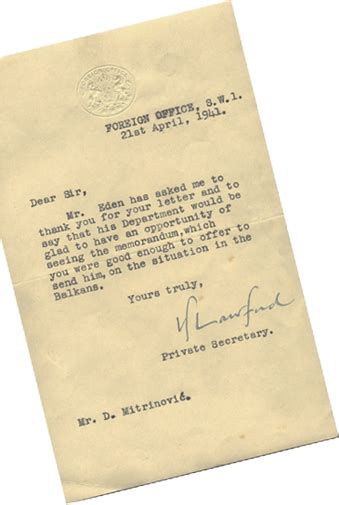 FOREIGN OFFICE, S.W.1.
21st April, 1941.
Dear Sir,
Mr. Eden has asked me to
thank you for your letter and to
say that his Department would be
glad to have an opportunity of
seeing the memorandum,which
you were good enough to offer to
send him, on the situation in the
Balkans.
Yours truly,
Private Secretary.
Mr. D. Mitrinović.